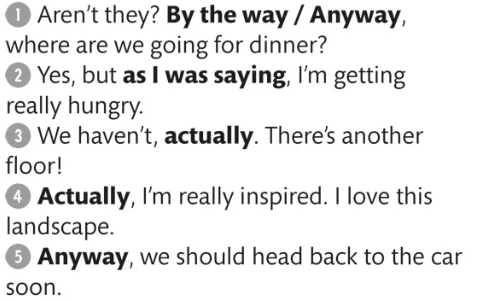 1 Aren't they? By the way / Anyway,
where are we going for dinner?
2 Yes, but as I was saying, I'm getting
really hungry.
3 We haven't, actually. There's another
floor!
4 Actually, I'm really inspired. I love this
landscape.
5 Anyway, we should head back to the car
soon.